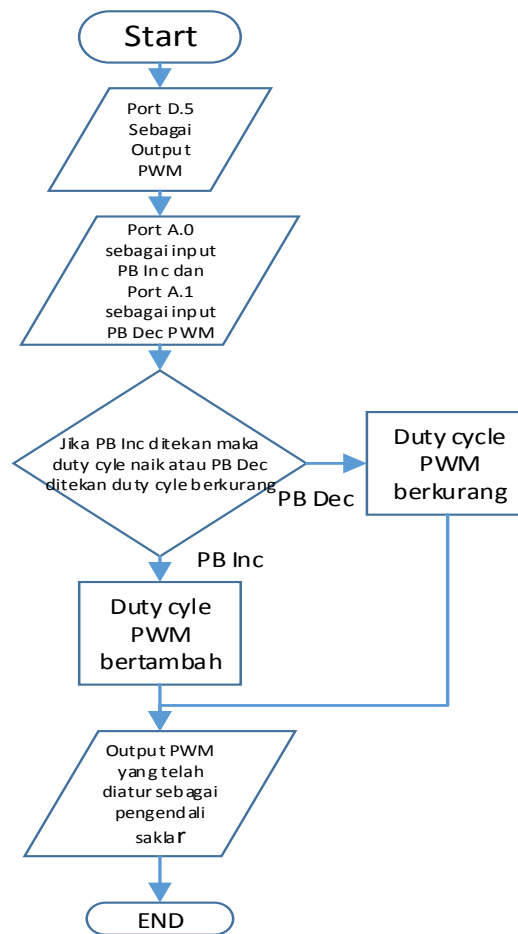 Start
Port D.5
Sebagai
Output
PWM
Port A.0
sebagai input
PB Inc dan
Port A.1
sebagai input
PB Dec PWM
Jika PB Inc ditekan maka
duty cyle naik atau PB Dec
ditekan duty cyle berkurang
PB Dec
Duty cycle
PWM
berkurang
PB Inc
Duty cyle
PWM
bertambah
Output PWM
yang telah
diatur sebagai
pengendali
saklar
END